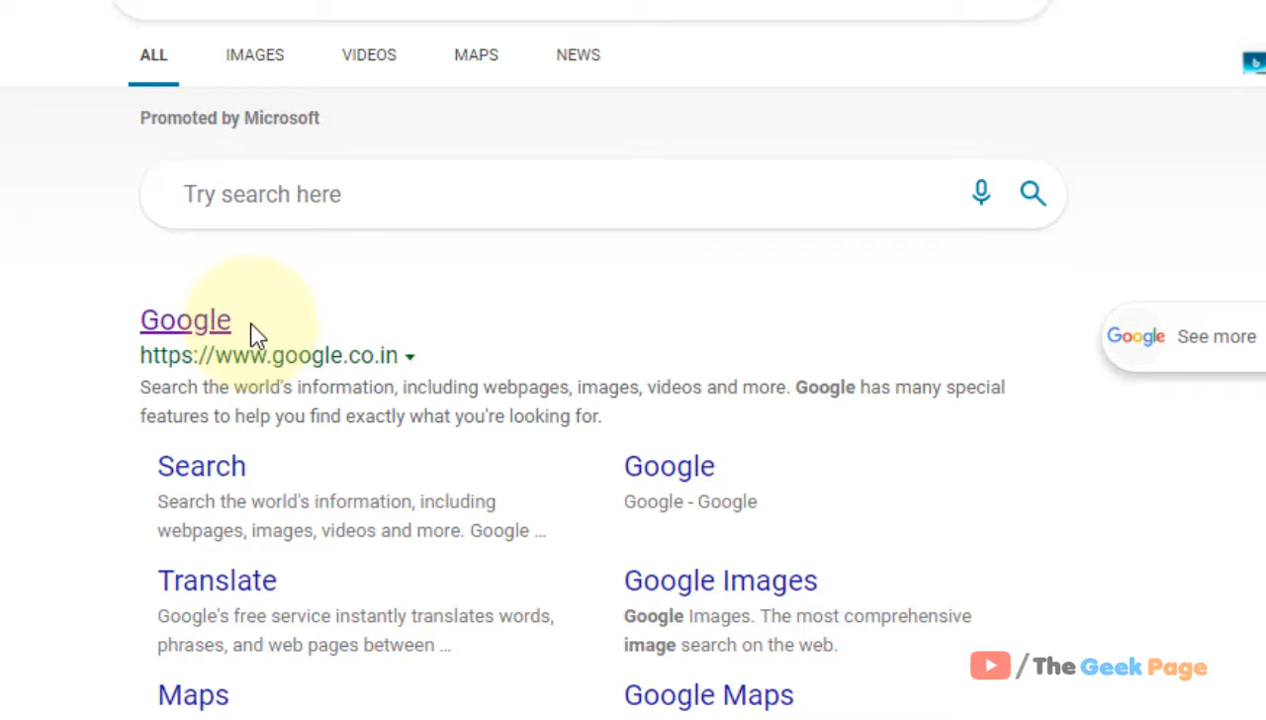 ALL IMAGES VIDEOS MAPS NEWS
Promoted by Microsoft
Try search here
Google
https://www.google.co.in
Google See more
Search the world's information, including webpages, images, videos and more. Google has many special
features to help you find exactly what you're looking for.
Search
Search the world's information, including
webpages, images, videos and more. Google ...
Google
Google - Google
Translate
Google's free service instantly translates words,
phrases, and web pages between ...
Google Images
Google Images. The most comprehensive
image search on the web.
Maps
Google Maps
/The Geek Page